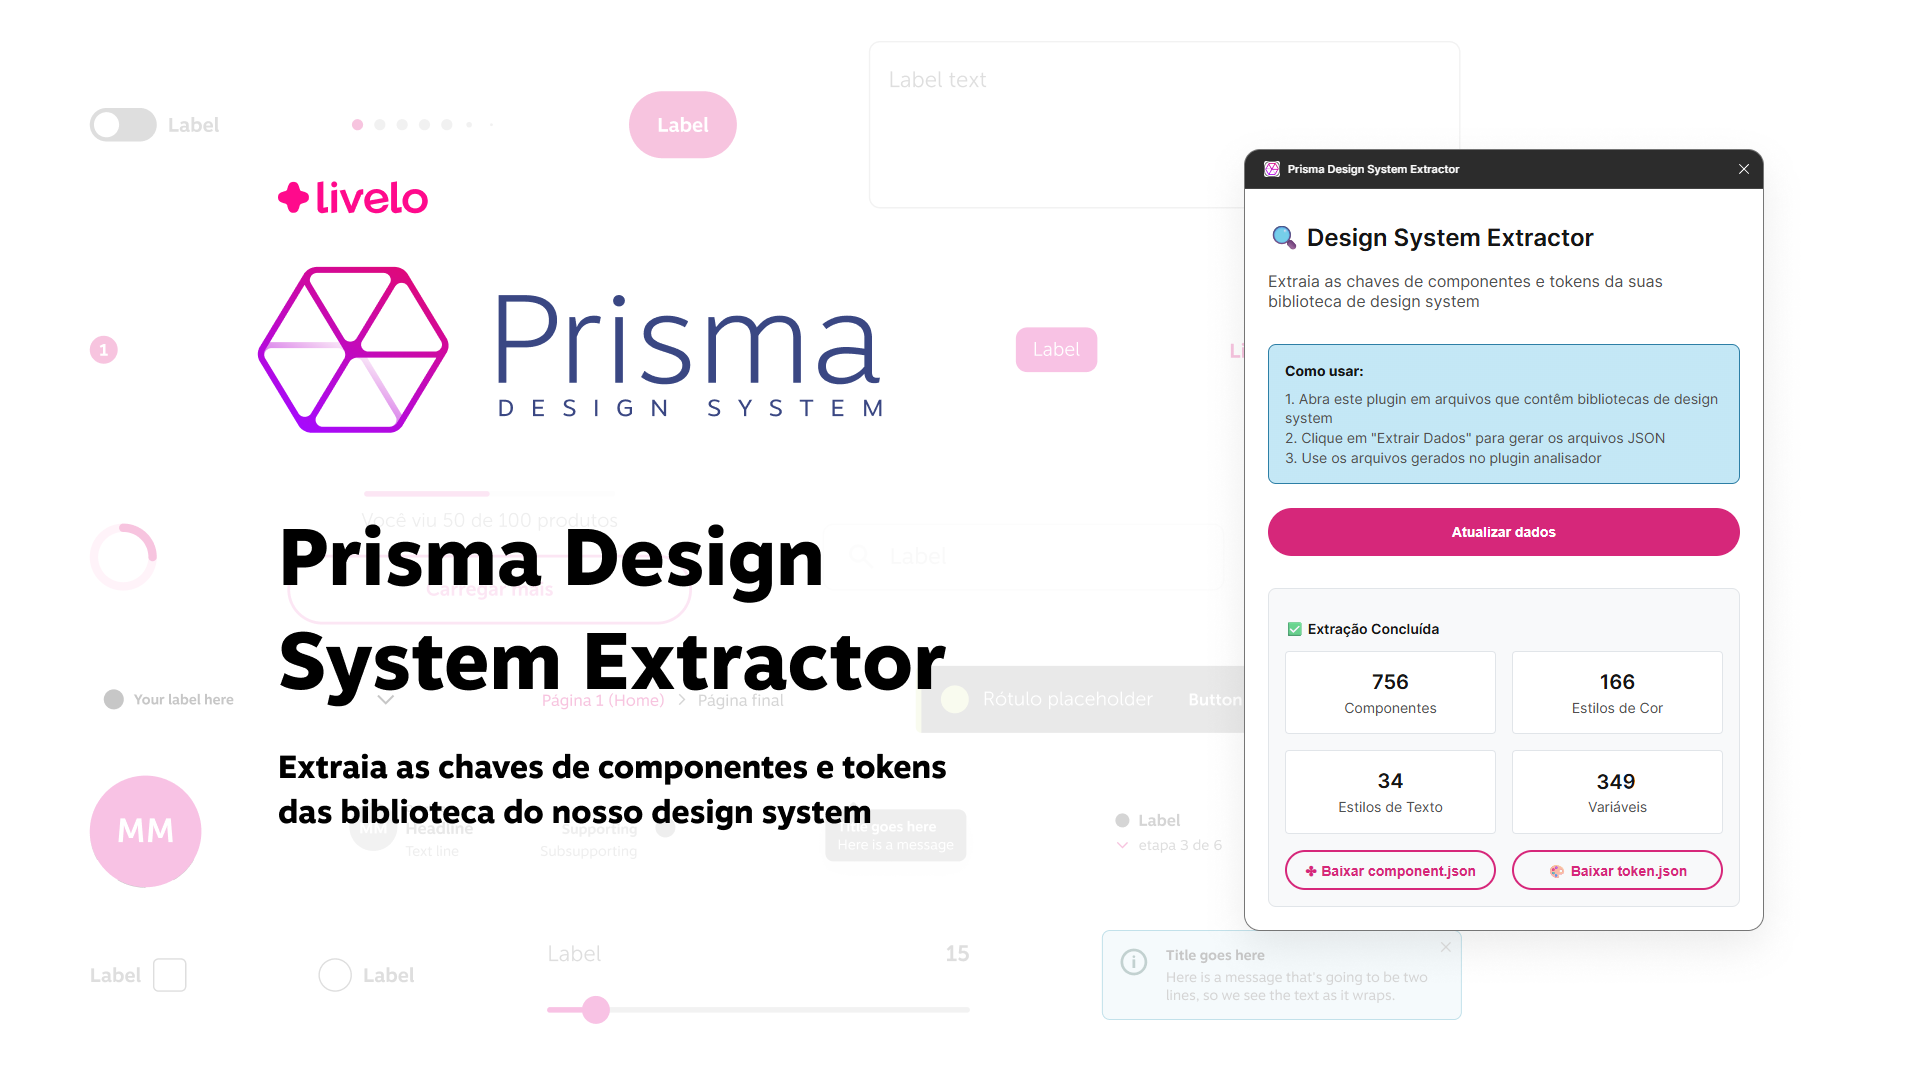 Label text
Label
Label
livelo
Prisma
DESIGN SYSTEM
1
Label
Li
Você viu 50 de 100 produtos
Carregar mais
Label
Prisma Design
System Extractor
Your label here
Página 1 (Home)
Página final
Rótulo placeholder
Button
Extraia as chaves de componentes e tokens
das biblioteca do nosso design system
MM
MM
Headline
Text line
Supporting
Subsupporting
Title goes here
Here is a message
Label
etapa 3 de 6
Label
Label
Label
15
Title goes here
Here is a message that's going to be two
lines, so we see the text as it wraps.
Prisma Design System Extractor
Design System Extractor
Extraia as chaves de componentes e tokens da suas
biblioteca de design system
Como usar:
1. Abra este plugin em arquivos que contêm bibliotecas de design
system
2. Clique em "Extrair Dados" para gerar os arquivos JSON
3. Use os arquivos gerados no plugin analisador
Atualizar dados
Extração Concluída
756
Componentes
166
Estilos de Cor
34
Estilos de Texto
349
Variáveis
Baixar component.json
Baixar token.json